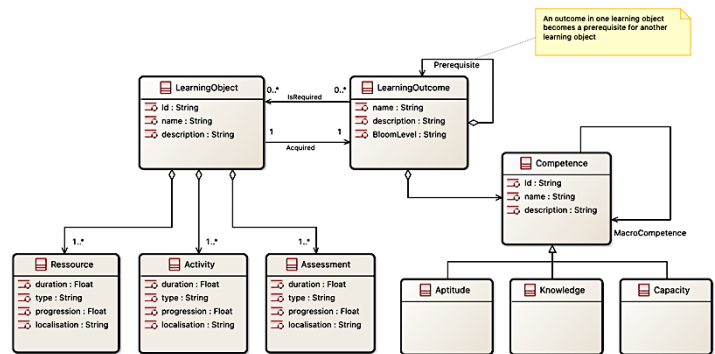 An outcome in one learning object
becomes a prerequisite for another
learning object
Prerequisite
LearningObject
Id : String
name : String
description : String
0..*
0..*
IsRequired
1
1
Acquired
LearningOutcome
name : String
description : String
BloomLevel : String
Competence
Id : String
name : String
description : String
MacroCompetence
1..*
1..*
1..*
Ressource
duration : Float
type : String
progression : Float
localisation : String
Activity
duration : Float
type : String
progression : Float
localisation : String
Assessment
duration : Float
type : String
progression : Float
localisation : String
Aptitude
Knowledge
Capacity